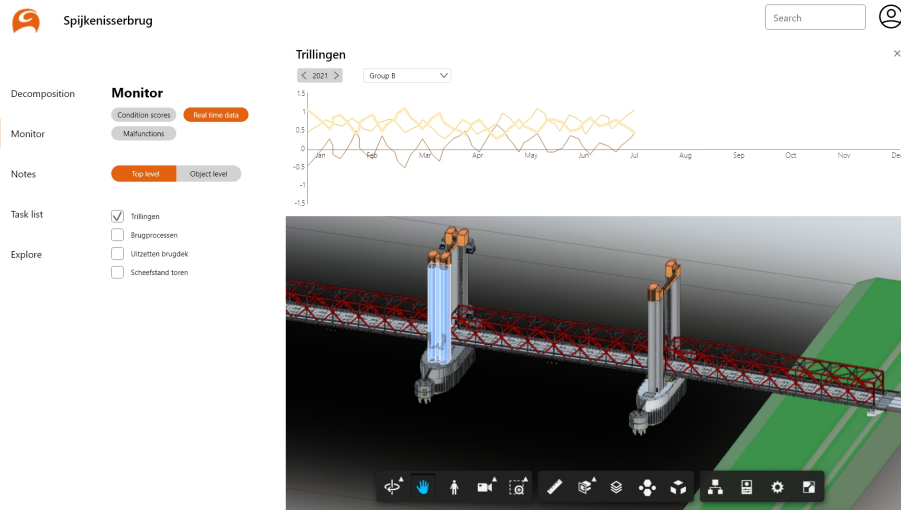 Spijkenisserbrug
Search
Trillingen
2021
Group B
Decomposition
Monitor
Notes
Task list
Explore
Monitor
Condition scores
Real time data
Malfunctions
Top level
Object level
Trillingen
Brugprocessen
Uitzetten brugdek
Scheefstand toren
1.5
1
0.5
0
-0.5
-1
-1.5
Jan Feb Mar Apr May Jun Jul Aug Sep Oct Nov De